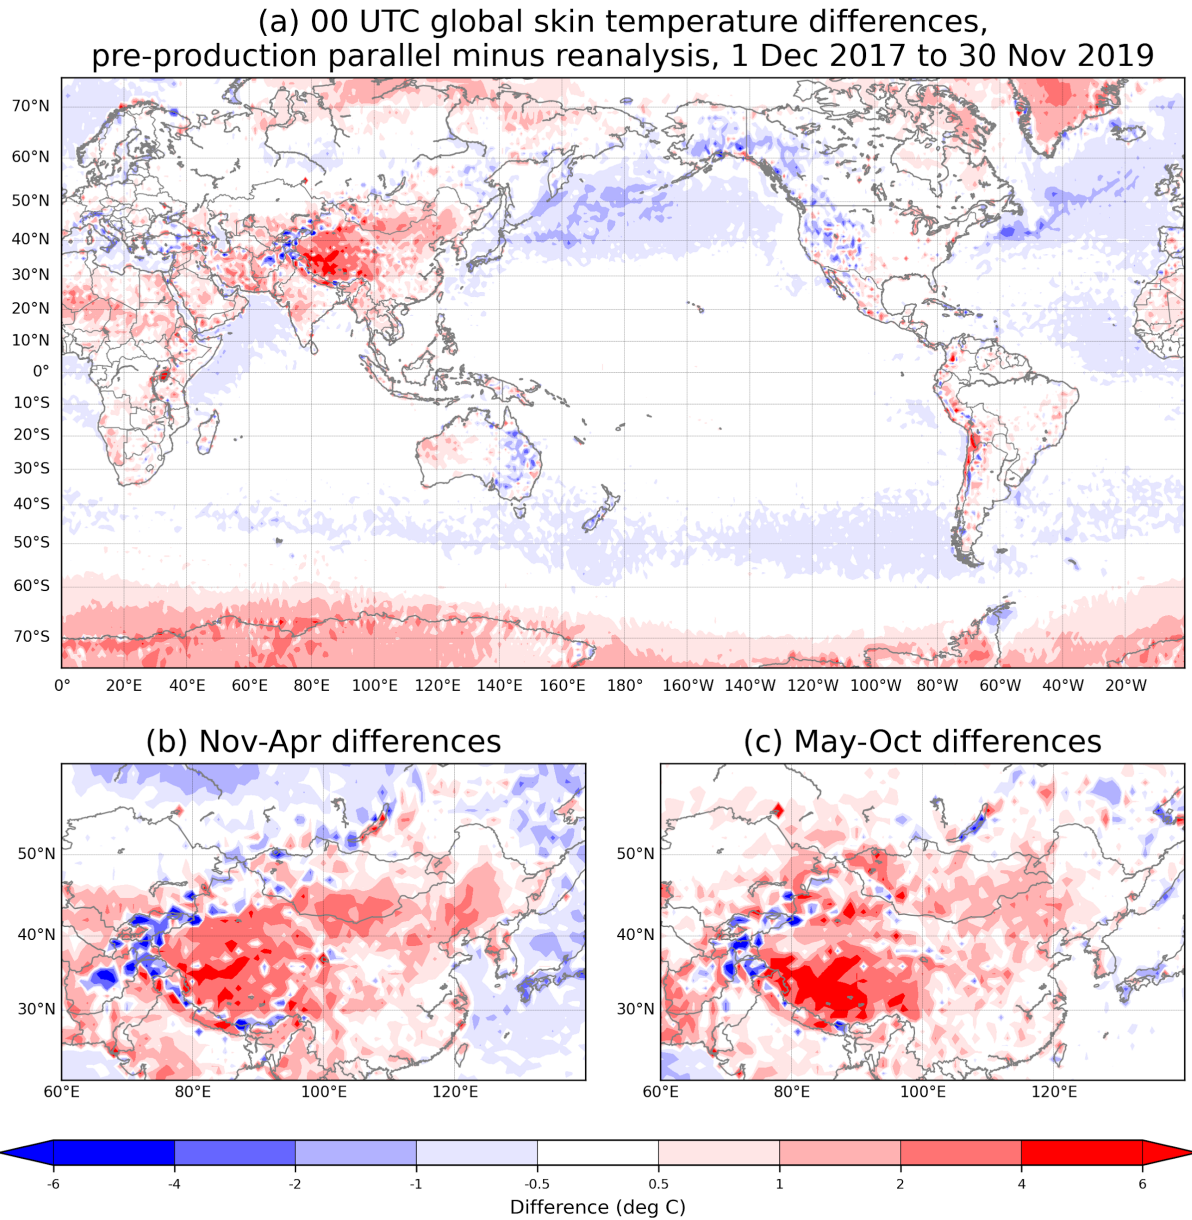 (a) 00 UTC global skin temperature differences,
pre-production parallel minus reanalysis, 1 Dec 2017 to 30 Nov 2019
70°N
60°N
50°N
40°N
30°N
20°N
10°N
0°
10°S
20°S
30°S
40°S
50°S
60°S
70°S
0° 20°E 40°E 60°E 80°E 100°E 120°E 140°E 160°E 180° 160°W 140°W 120°W 100°W 80°W 60°W 40°W 20°W
(b) Nov-Apr differences
50°N
40°N
30°N
60°E 80°E 100°E 120°E
(c) May-Oct differences
50°N
40°N
30°N
60°E 80°E 100°E 120°E
-6 -4 -2 -1 -0.5 0.5 1 2 4 6
Difference (deg C)